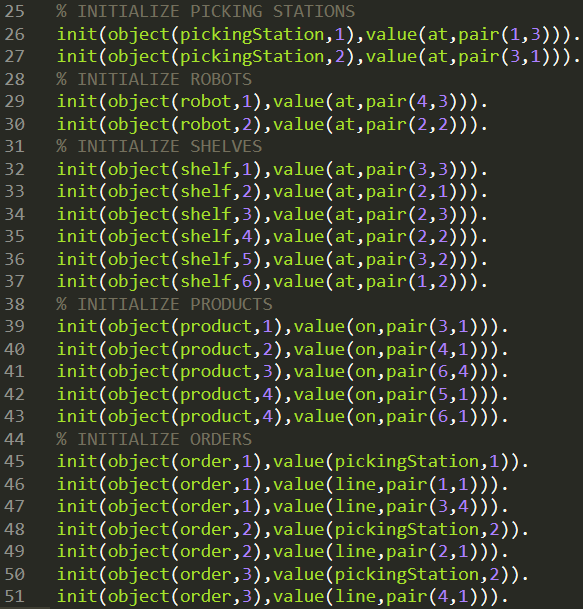 25 % INITIALIZE PICKING STATIONS
26 init(object(pickingStation,1),value(at,pair(1,3))).
27 init(object(pickingStation,2),value(at,pair(3,1))).
28 % INITIALIZE ROBOTS
29 init(object(robot,1),value(at,pair(4,3))).
30 init(object(robot,2),value(at,pair(2,2))).
31 % INITIALIZE SHELVES
32 init(object(shelf,1),value(at,pair(3,3))).
33 init(object(shelf,2),value(at,pair(2,1))).
34 init(object(shelf,3),value(at,pair(2,3))).
35 init(object(shelf,4),value(at,pair(2,2))).
36 init(object(shelf,5),value(at,pair(3,2))).
37 init(object(shelf,6),value(at,pair(1,2))).
38 % INITIALIZE PRODUCTS
39 init(object(product,1),value(on,pair(3,1))).
40 init(object(product,2),value(on,pair(4,1))).
41 init(object(product,3),value(on,pair(6,4))).
42 init(object(product,4),value(on,pair(5,1))).
43 init(object(product,4),value(on,pair(6,1))).
44 % INITIALIZE ORDERS
45 init(object(order,1),value(pickingStation,1)).
46 init(object(order,1),value(line,pair(1,1))).
47 init(object(order,1),value(line,pair(3,4))).
48 init(object(order,2),value(pickingStation,2)).
49 init(object(order,2),value(line,pair(2,1))).
50 init(object(order,3),value(pickingStation,2)).
51 init(object(order,3),value(line,pair(4,1))).